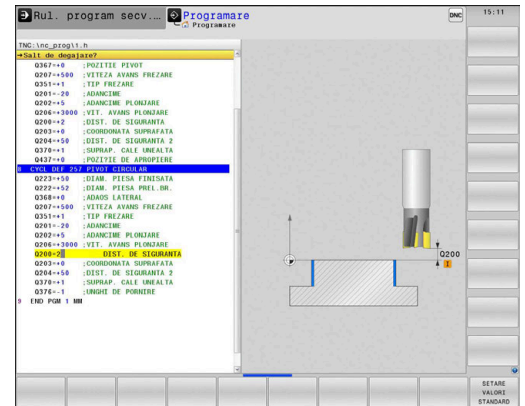 Rul. program secv....
Programare
Programare
DNC
15:11
TNC:\nc_prog\1.h
→Salt de degajare?
Q367=+0 ;POZITIE PIVOT
Q207=+500 ;VITEZA AVANS FREZARE
Q351=+1 ;TIP FREZARE
Q201=-20 ;ADANCIME
Q202=+5 ;ADANCIME PLONJARE
Q206=+3000 ;VIT. AVANS PLONJARE
Q200=+2 ;DIST. DE SIGURANTA
Q203=+0 ;COORDONATA SUPRAFATA
Q204=+50 ;DIST. DE SIGURANTA 2
Q370=+1 ;SUPRAP. CALE UNEALTA
Q437=+0 ;POZITIE DE APROPIERE
8 CYCL DEF 257 PIVOT CIRCULAR
Q223=+50 ;DIAM. PIESA FINISATA
Q222=+52 ;DIAM. PIESA PREL.BR.
Q368=+0 ;ADAOS LATERAL
Q207=+500 ;VITEZA AVANS FREZARE
Q351=+1 ;TIP FREZARE
Q201=-20 ;ADANCIME
Q202=+5 ;ADANCIME PLONJARE
Q206=+3000 ;VIT. AVANS PLONJARE
Q200=2 DIST. DE SIGURANTA
Q203=+0 ;COORDONATA SUPRAFATA
Q204=+50 ;DIST. DE SIGURANTA 2
Q370=+1 ;SUPRAP. CALE UNEALTA
Q376=-1 ;UNGHI DE PORNIRE
9 END PGM 1 MM
Q200
I
SETARE
VALORI
STANDARD